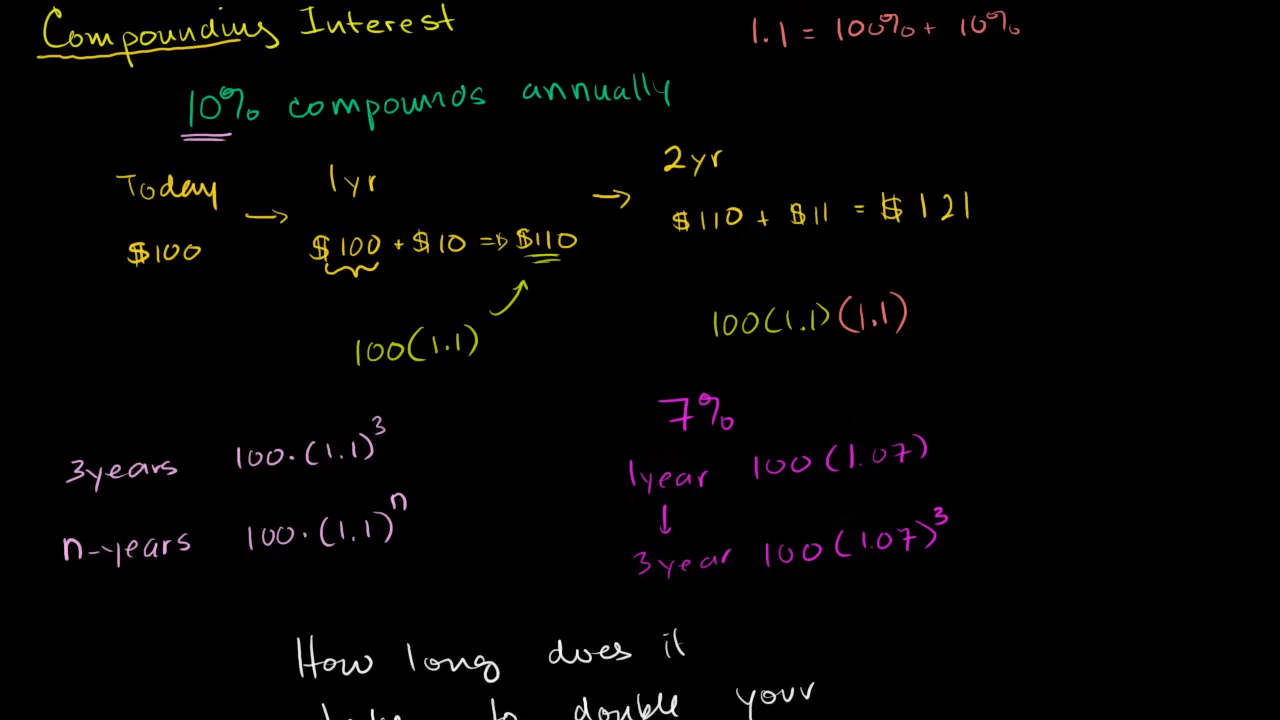 Compounding Interest
1.1 = 100% + 10%
10% compounds annually
Today → 1yr → 2yr
$100 $100 + $10 ⇒ $110 $110 + $11 = $121
100(1.1) 100(1.1)(1.1)
7%
3years 100·(1.1)³
1year 100(1.07)
↓
n-years 100·(1.1)ⁿ
3year 100(1.07)³
How long does it
to double your